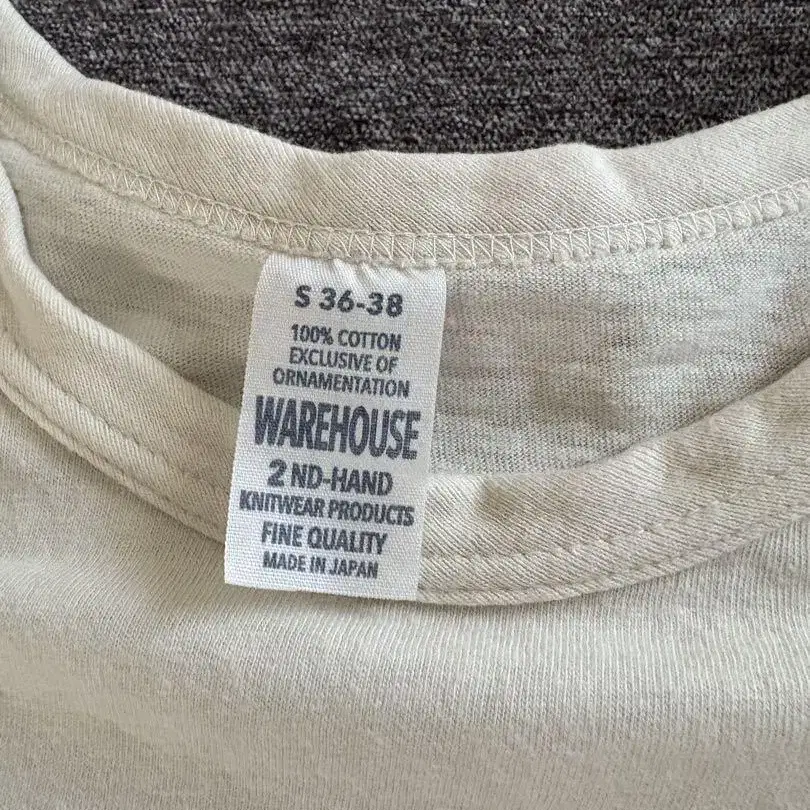 S 36-38
100% COTTON
EXCLUSIVE OF
ORNAMENTATION
WAREHOUSE
2 ND-HAND
KNITWEAR PRODUCTS
FINE QUALITY
MADE IN JAPAN